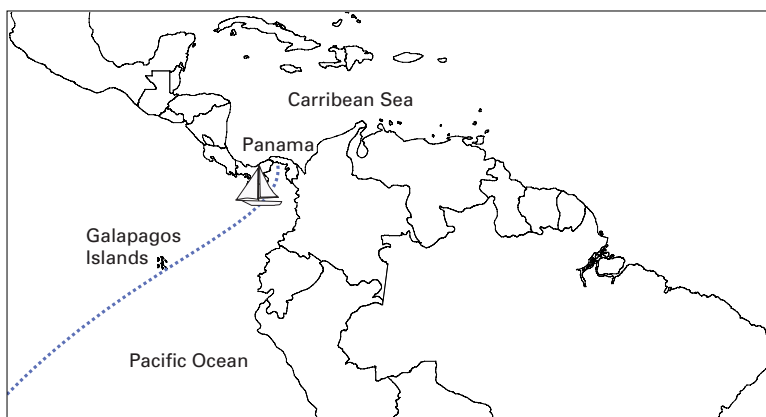 Carribean Sea
Panama
Galapagos
Islands
Pacific Ocean